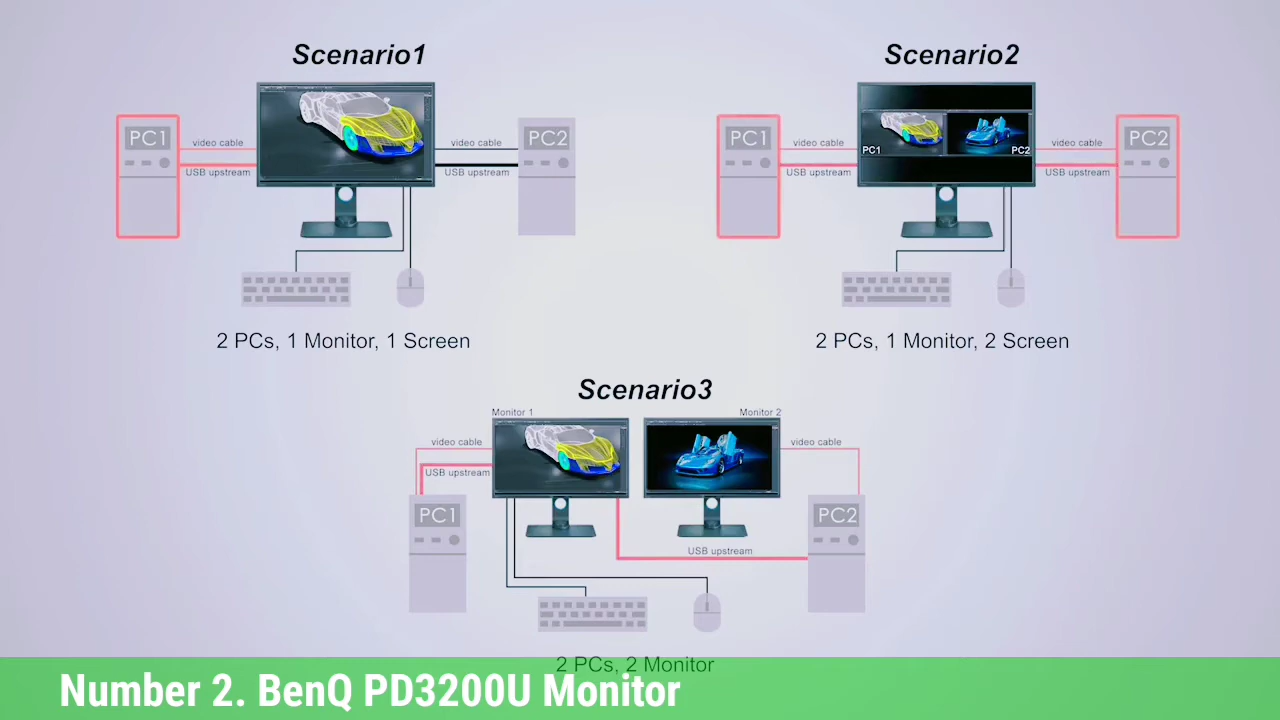 Scenario1
PC1
video cable
USB upstream
video cable
USB upstream
PC2
2 PCs, 1 Monitor, 1 Screen
Scenario2
PC1
video cable
USB upstream
PC1
PC2
video cable
USB upstream
PC2
2 PCs, 1 Monitor, 2 Screen
Scenario3
Monitor 1
Monitor 2
video cable
USB upstream
video cable
PC1
PC2
USB upstream
2 PCs, 2 Monitor
Number 2. BenQ PD3200U Monitor